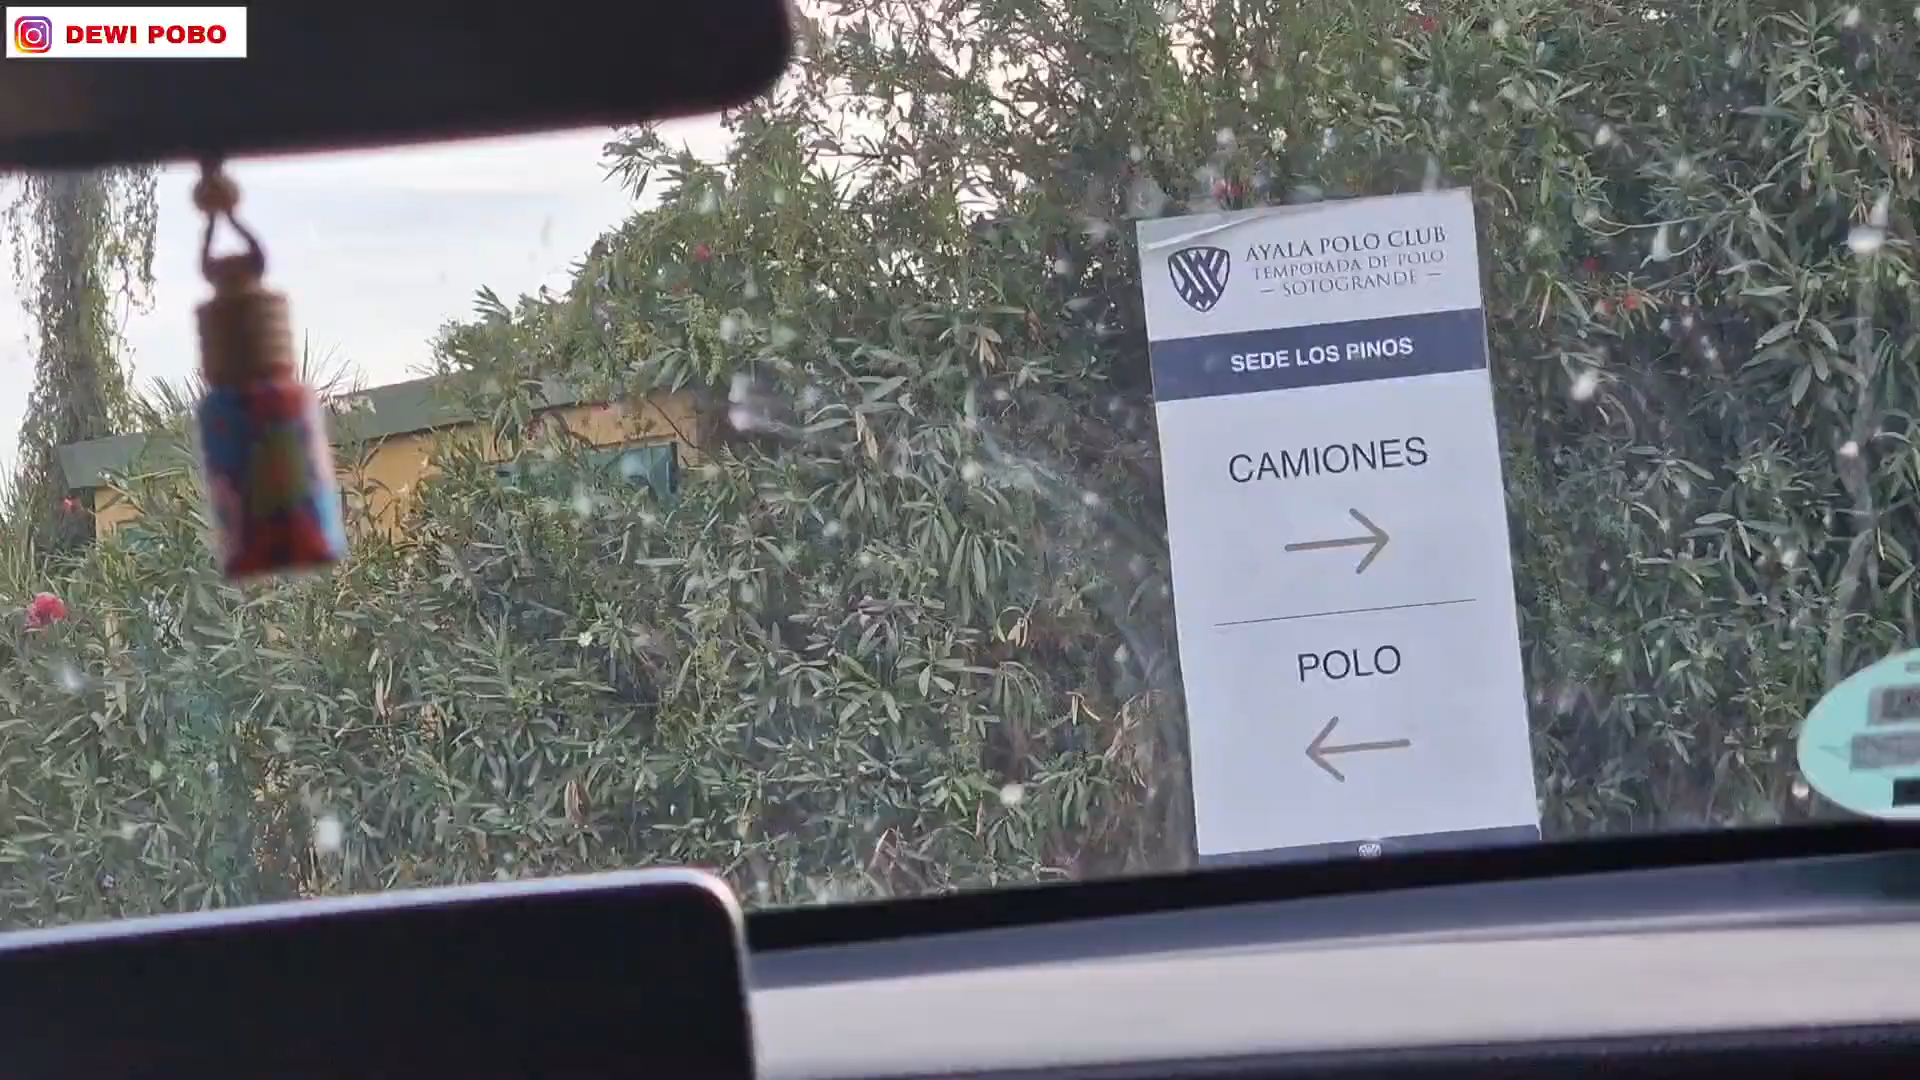 DEWI POBO
AYALA POLO CLUB
TEMPORADA DE POLO
— SOTOGRANDE —
SEDE LOS PINOS
CAMIONES
→
POLO
←